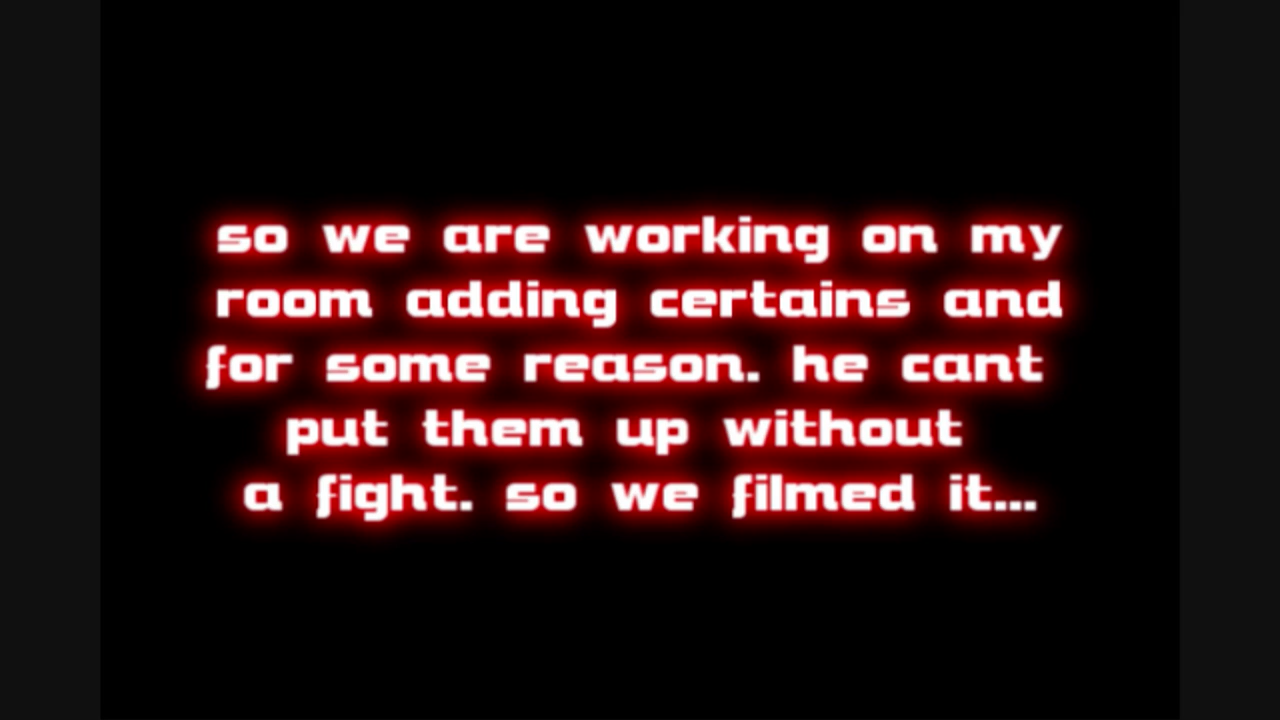 so we are working on my
room adding certains and
for some reason. he cant
put them up without
a fight. so we filmed it...